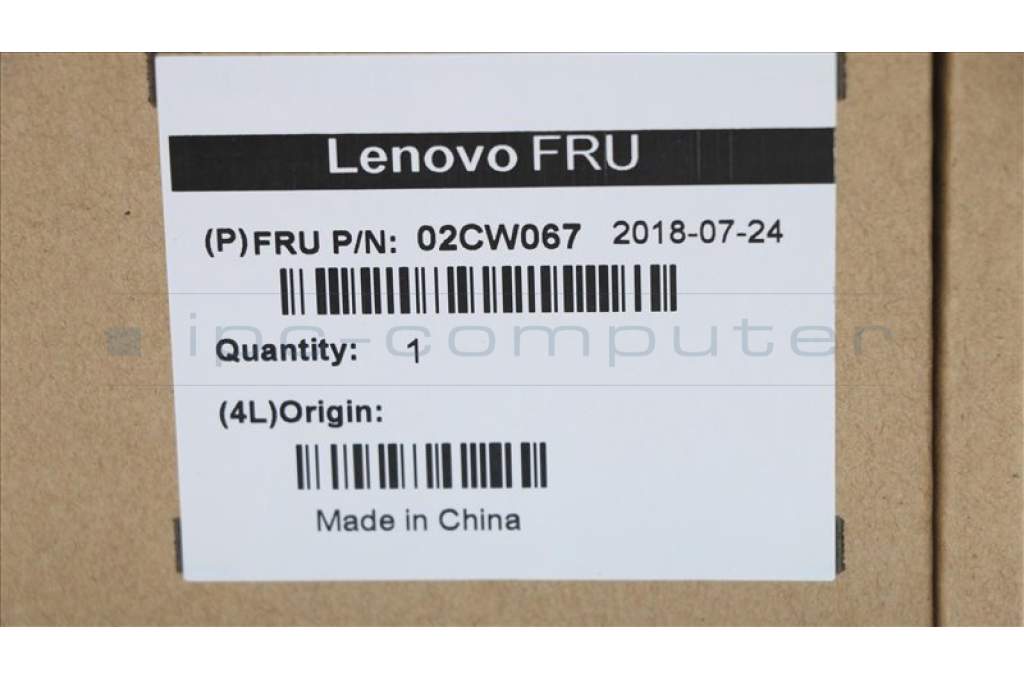 Lenovo FRU
(P)FRU P/N: 02CW067 2018-07-24
ipc-computer
Quantity: 1
(4L)Origin:
Made in China